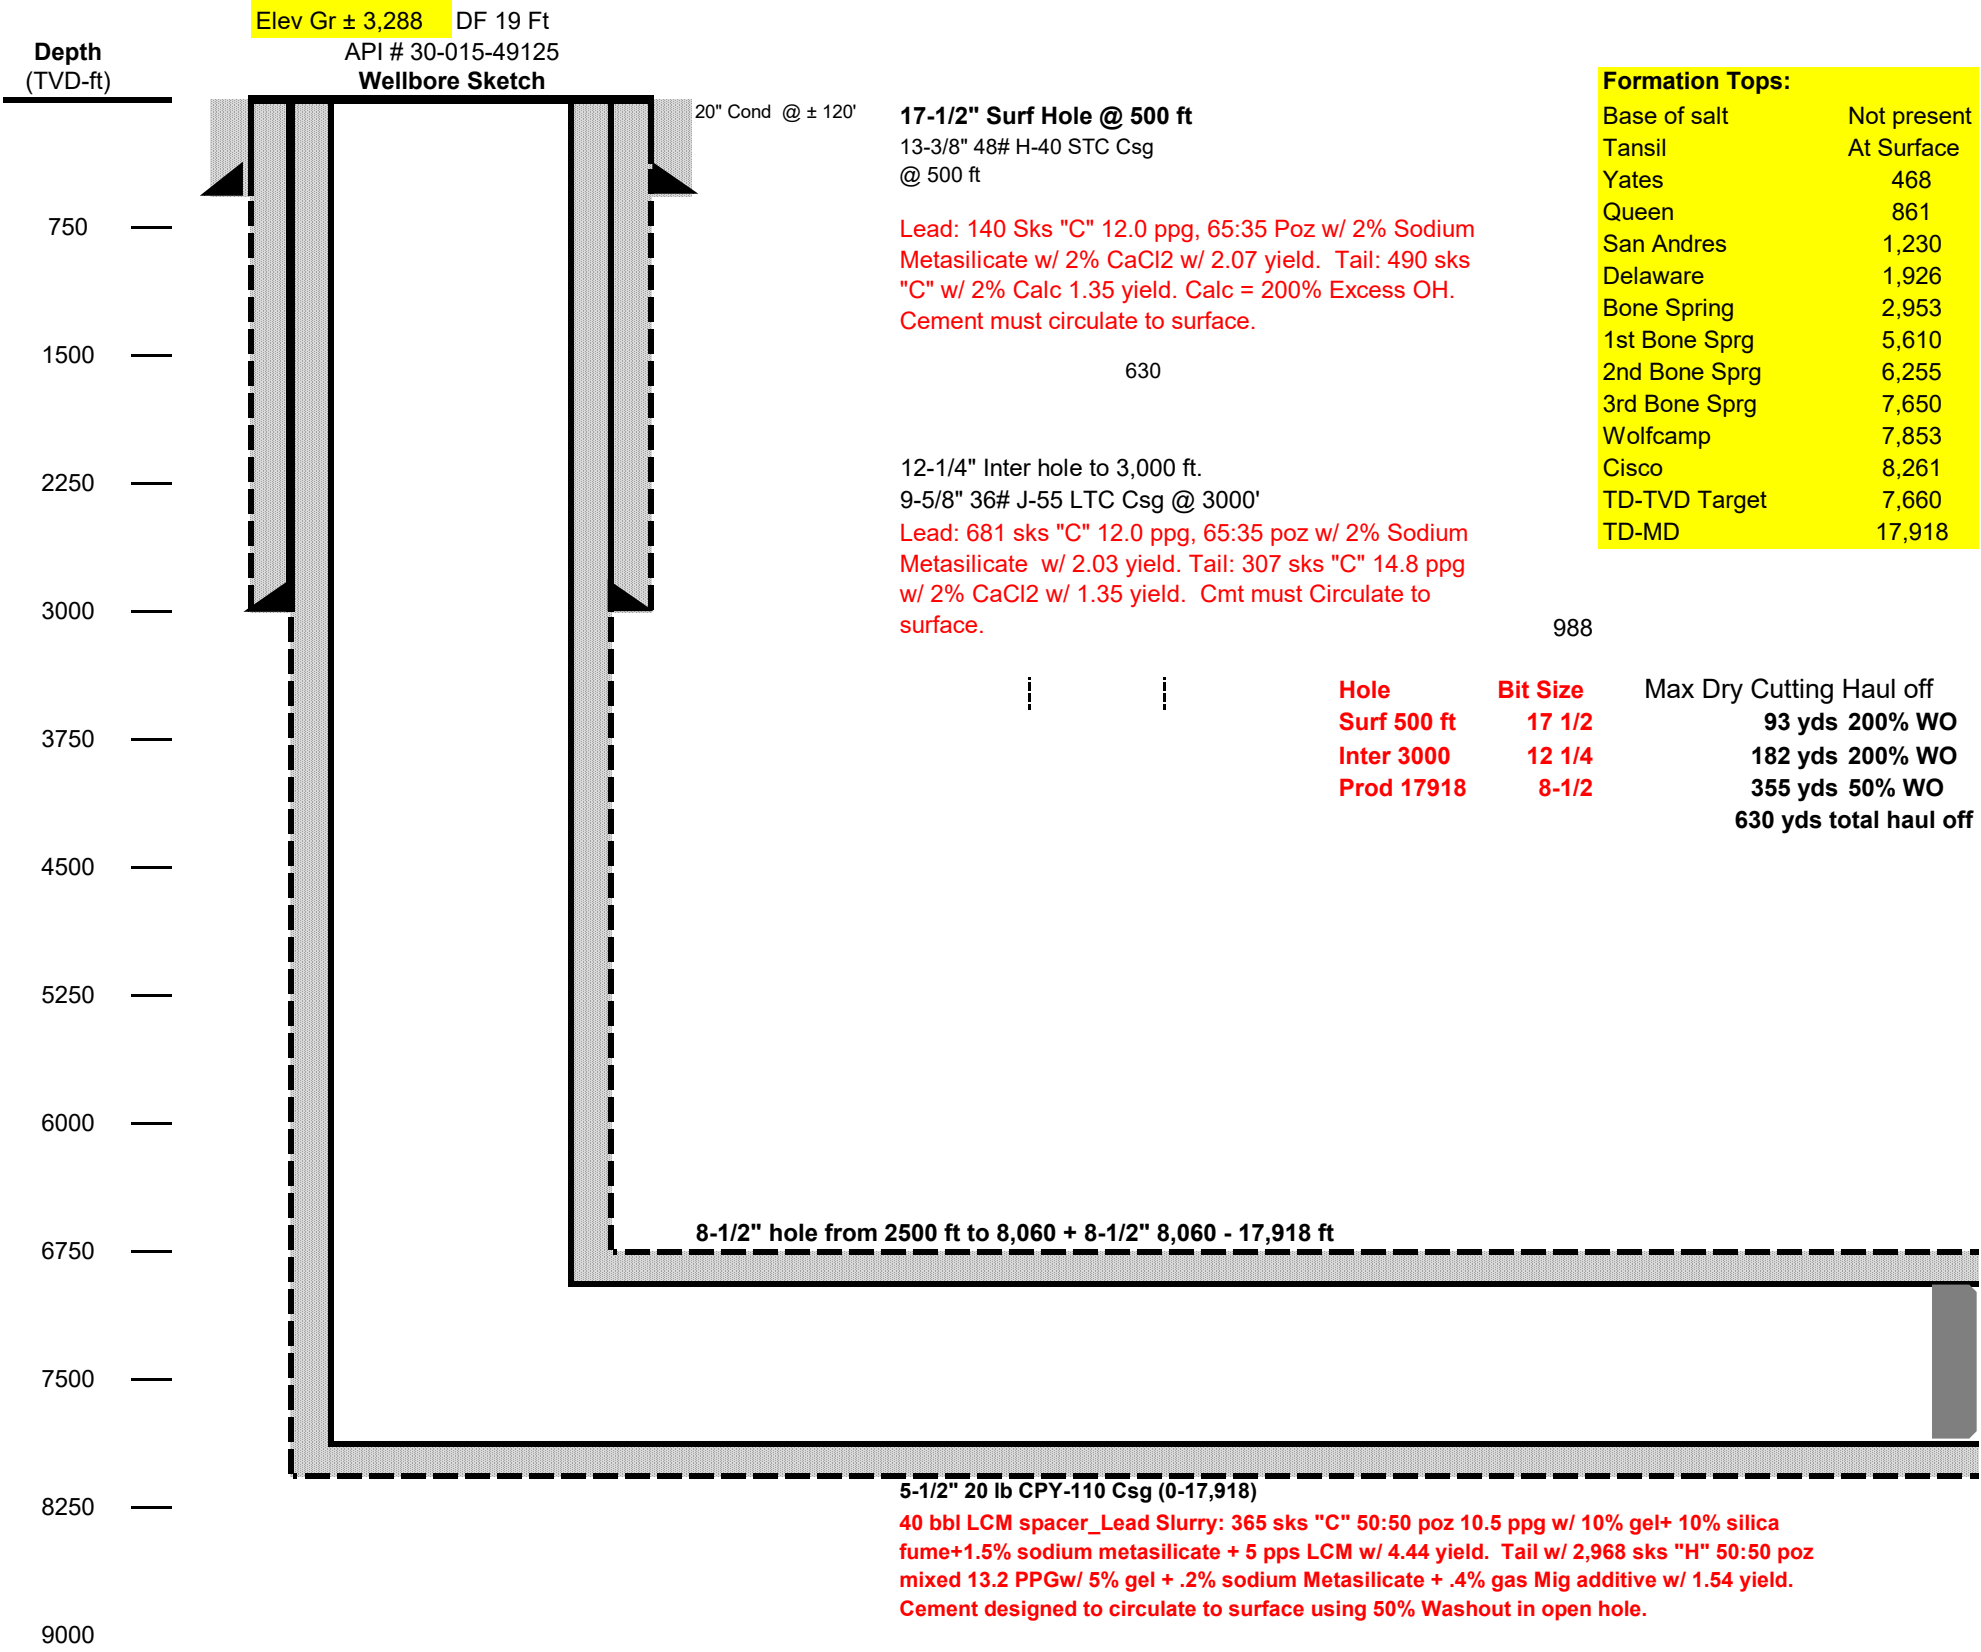 Elev Gr ± 3,288 DF 19 Ft
Depth API # 30-015-49125
(TVD-ft) Wellbore Sketch
20" Cond @ ± 120'
17-1/2" Surf Hole @ 500 ft
13-3/8" 48# H-40 STC Csg
@ 500 ft
Lead: 140 Sks "C" 12.0 ppg, 65:35 Poz w/ 2% Sodium
Metasilicate w/ 2% CaCl2 w/ 2.07 yield. Tail: 490 sks
"C" w/ 2% Calc 1.35 yield. Calc = 200% Excess OH.
Cement must circulate to surface.
630
12-1/4" Inter hole to 3,000 ft.
9-5/8" 36# J-55 LTC Csg @ 3000'
Lead: 681 sks "C" 12.0 ppg, 65:35 poz w/ 2% Sodium
Metasilicate w/ 2.03 yield. Tail: 307 sks "C" 14.8 ppg
w/ 2% CaCl2 w/ 1.35 yield. Cmt must Circulate to
surface.
988
Formation Tops:
Base of salt Not present
Tansil At Surface
Yates 468
Queen 861
San Andres 1,230
Delaware 1,926
Bone Spring 2,953
1st Bone Sprg 5,610
2nd Bone Sprg 6,255
3rd Bone Sprg 7,650
Wolfcamp 7,853
Cisco 8,261
TD-TVD Target 7,660
TD-MD 17,918
Hole Bit Size Max Dry Cutting Haul off
Surf 500 ft 17 1/2 93 yds 200% WO
Inter 3000 12 1/4 182 yds 200% WO
Prod 17918 8-1/2 355 yds 50% WO
630 yds total haul off
750
1500
2250
3000
3750
4500
5250
6000
6750
7500
8250
9000
8-1/2" hole from 2500 ft to 8,060 + 8-1/2" 8,060 - 17,918 ft
5-1/2" 20 lb CPY-110 Csg (0-17,918)
40 bbl LCM spacer_Lead Slurry: 365 sks "C" 50:50 poz 10.5 ppg w/ 10% gel+ 10% silica
fume+1.5% sodium metasilicate + 5 pps LCM w/ 4.44 yield. Tail w/ 2,968 sks "H" 50:50 poz
mixed 13.2 PPGw/ 5% gel + .2% sodium Metasilicate + .4% gas Mig additive w/ 1.54 yield.
Cement designed to circulate to surface using 50% Washout in open hole.